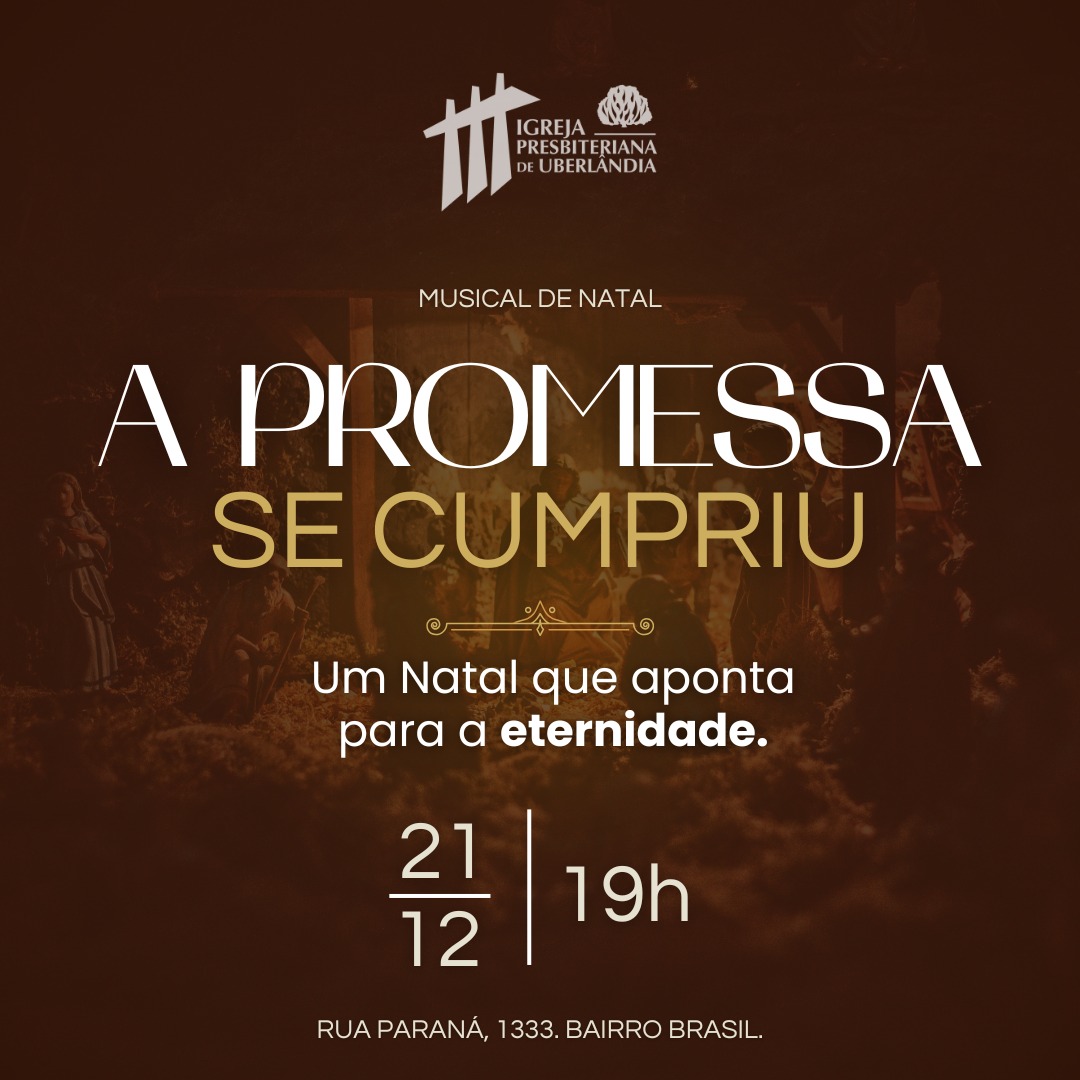 IGREJA
PRESBITERIANA
DE UBERLÂNDIA
MUSICAL DE NATAL
A PROMESSA
SE CUMPRIU
Um Natal que aponta
para a eternidade.
21
12
19h
RUA PARANÁ, 1333. BAIRRO BRASIL.